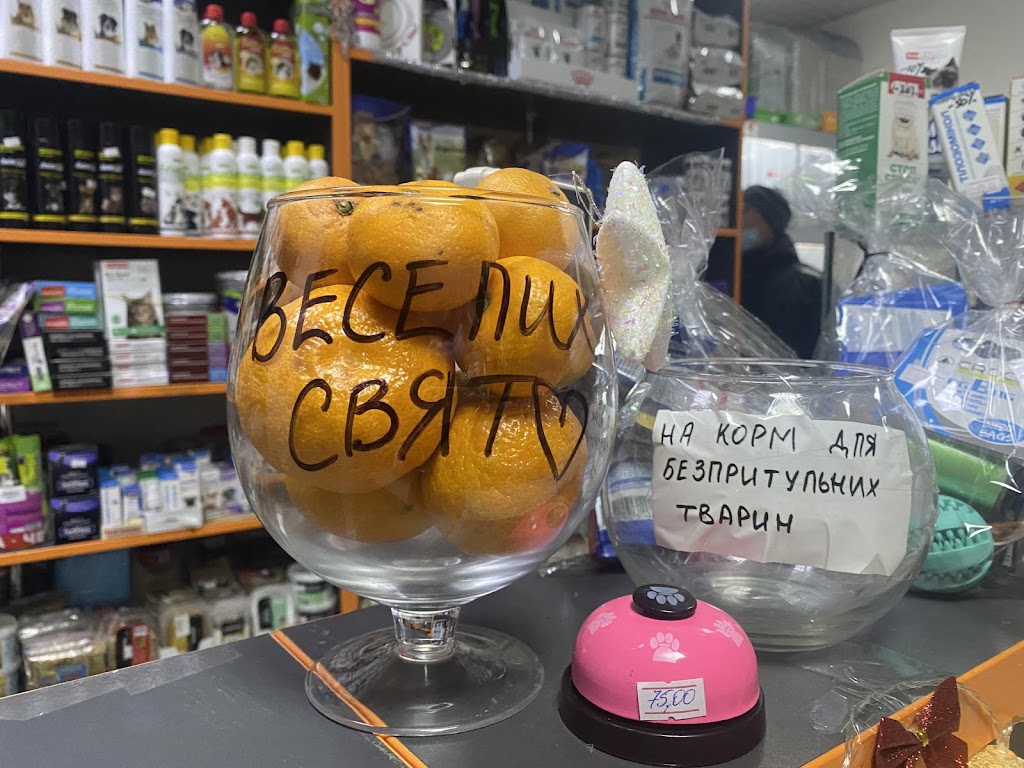 ВЕСЕЛИХ
СВЯТ♡
НА КОРМ ДЛЯ
БЕЗПРИТУЛЬНИХ
ТВАРИН
75,00